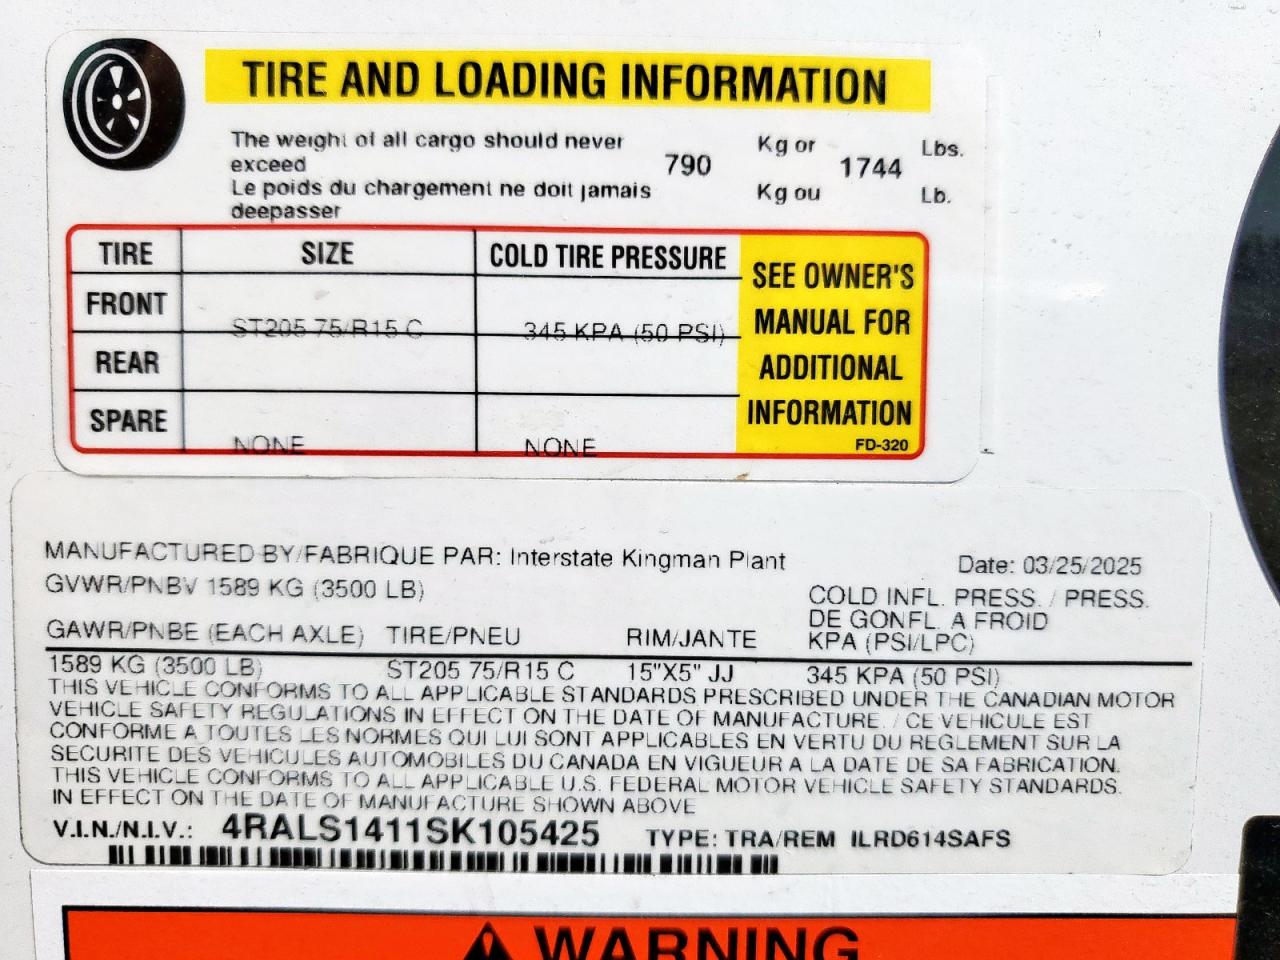 TIRE AND LOADING INFORMATION
The weight of all cargo should never
exceed
Le poids du chargement ne doit jamais
deepasser
790
Kg or
Kg ou
1744
Lbs.
Lb.
TIRE SIZE COLD TIRE PRESSURE
FRONT ST205 75/R15 C 345 KPA (50 PSI)
REAR
SPARE NONE NONE
SEE OWNER'S
MANUAL FOR
ADDITIONAL
INFORMATION
FD-320
MANUFACTURED BY/FABRIQUE PAR: Interstate Kingman Plant Date: 03/25/2025
GVWR/PNBV 1589 KG (3500 LB)
COLD INFL. PRESS. / PRESS.
DE GONFL. A FROID
GAWR/PNBE (EACH AXLE) TIRE/PNEU RIM/JANTE KPA (PSI/LPC)
1589 KG (3500 LB) ST205 75/R15 C 15"X5" JJ 345 KPA (50 PSI)
THIS VEHICLE CONFORMS TO ALL APPLICABLE STANDARDS PRESCRIBED UNDER THE CANADIAN MOTOR
VEHICLE SAFETY REGULATIONS IN EFFECT ON THE DATE OF MANUFACTURE. / CE VEHICULE EST
CONFORME A TOUTES LES NORMES QUI LUI SONT APPLICABLES EN VERTU DU REGLEMENT SUR LA
SECURITE DES VEHICULES AUTOMOBILES DU CANADA EN VIGUEUR A LA DATE DE SA FABRICATION.
THIS VEHICLE CONFORMS TO ALL APPLICABLE U.S. FEDERAL MOTOR VEHICLE SAFETY STANDARDS.
IN EFFECT ON THE DATE OF MANUFACTURE SHOWN ABOVE
V.I.N./N.I.V.: 4RALS1411SK105425 TYPE: TRA/REM ILRD614SAFS
WARNING